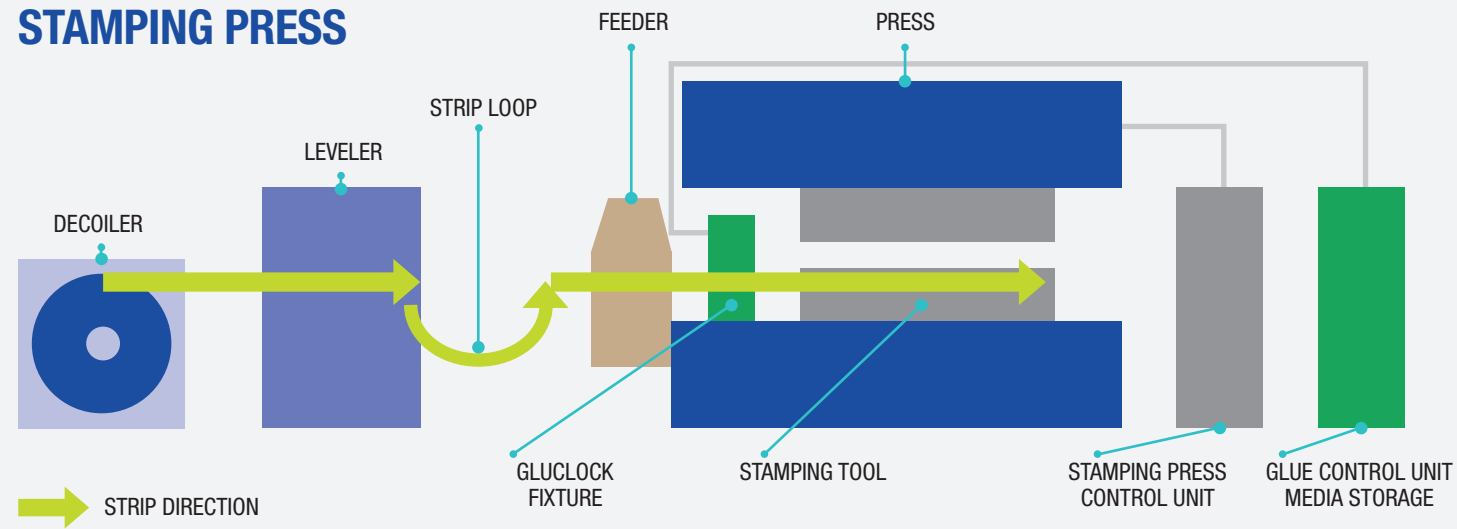 STAMPING PRESS
FEEDER
PRESS
STRIP LOOP
LEVELER
DECOILER
GLUCLOCK
FIXTURE
STAMPING TOOL
STAMPING PRESS
CONTROL UNIT
GLUE CONTROL UNIT
MEDIA STORAGE
STRIP DIRECTION